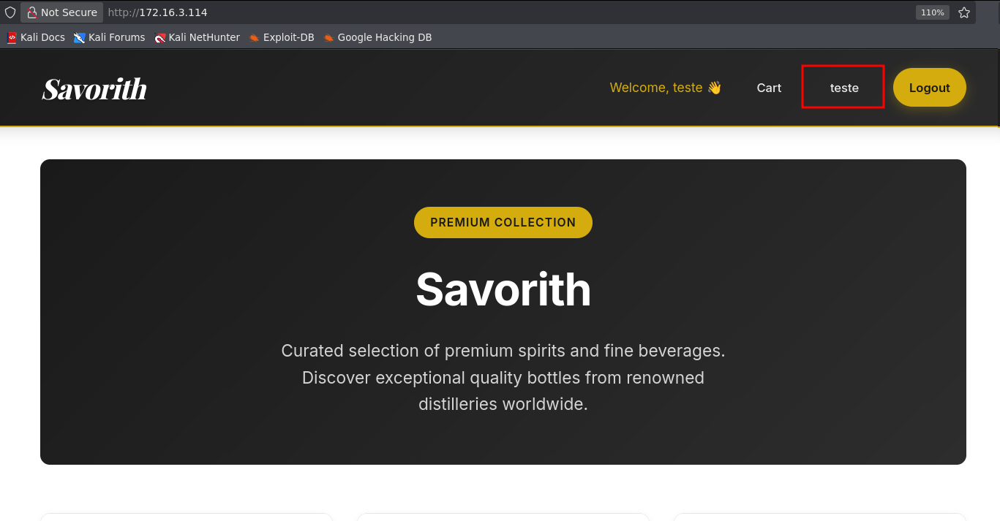 Not Secure http://172.16.3.114 110%
Kali Docs Kali Forums Kali NetHunter Exploit-DB Google Hacking DB
Savorith Welcome, teste 👋 Cart teste Logout
PREMIUM COLLECTION
Savorith
Curated selection of premium spirits and fine beverages.
Discover exceptional quality bottles from renowned
distilleries worldwide.